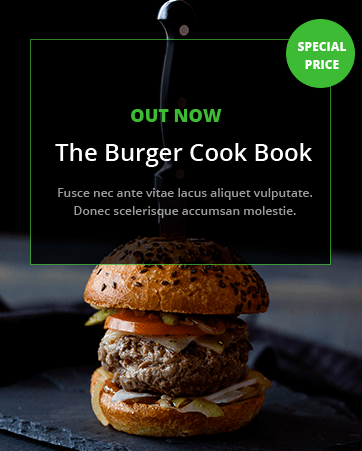 SPECIAL
PRICE
OUT NOW
The Burger Cook Book
Fusce nec ante vitae lacus aliquet vulputate.
Donec scelerisque accumsan molestie.